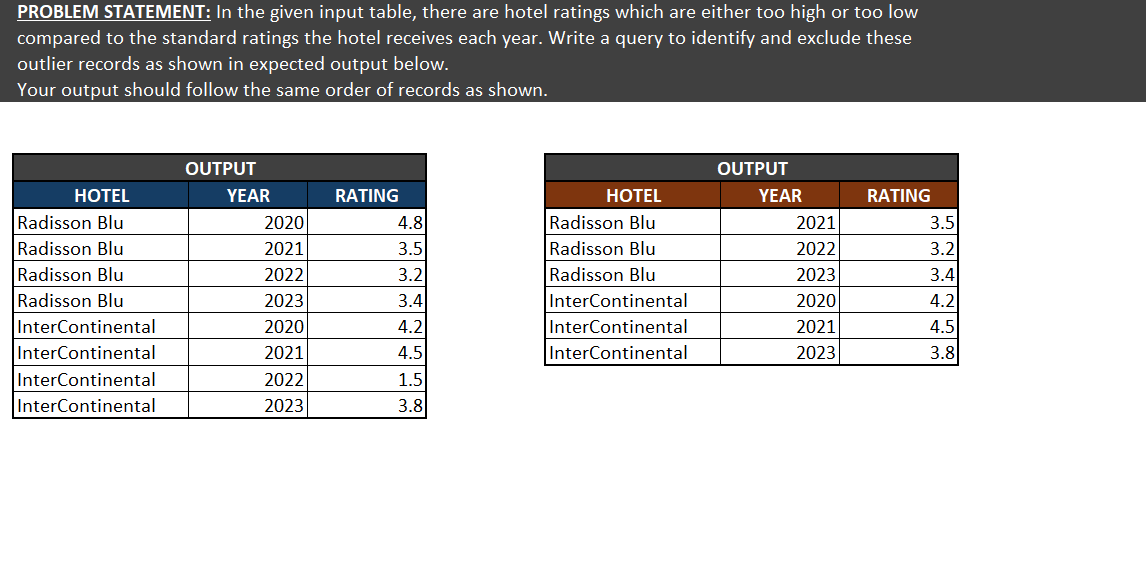 PROBLEM STATEMENT: In the given input table, there are hotel ratings which are either too high or too low
compared to the standard ratings the hotel receives each year. Write a query to identify and exclude these
outlier records as shown in expected output below.
Your output should follow the same order of records as shown.
OUTPUT
HOTEL YEAR RATING
Radisson Blu 2020 4.8
Radisson Blu 2021 3.5
Radisson Blu 2022 3.2
Radisson Blu 2023 3.4
InterContinental 2020 4.2
InterContinental 2021 4.5
InterContinental 2022 1.5
InterContinental 2023 3.8
OUTPUT
HOTEL YEAR RATING
Radisson Blu 2021 3.5
Radisson Blu 2022 3.2
Radisson Blu 2023 3.4
InterContinental 2020 4.2
InterContinental 2021 4.5
InterContinental 2023 3.8